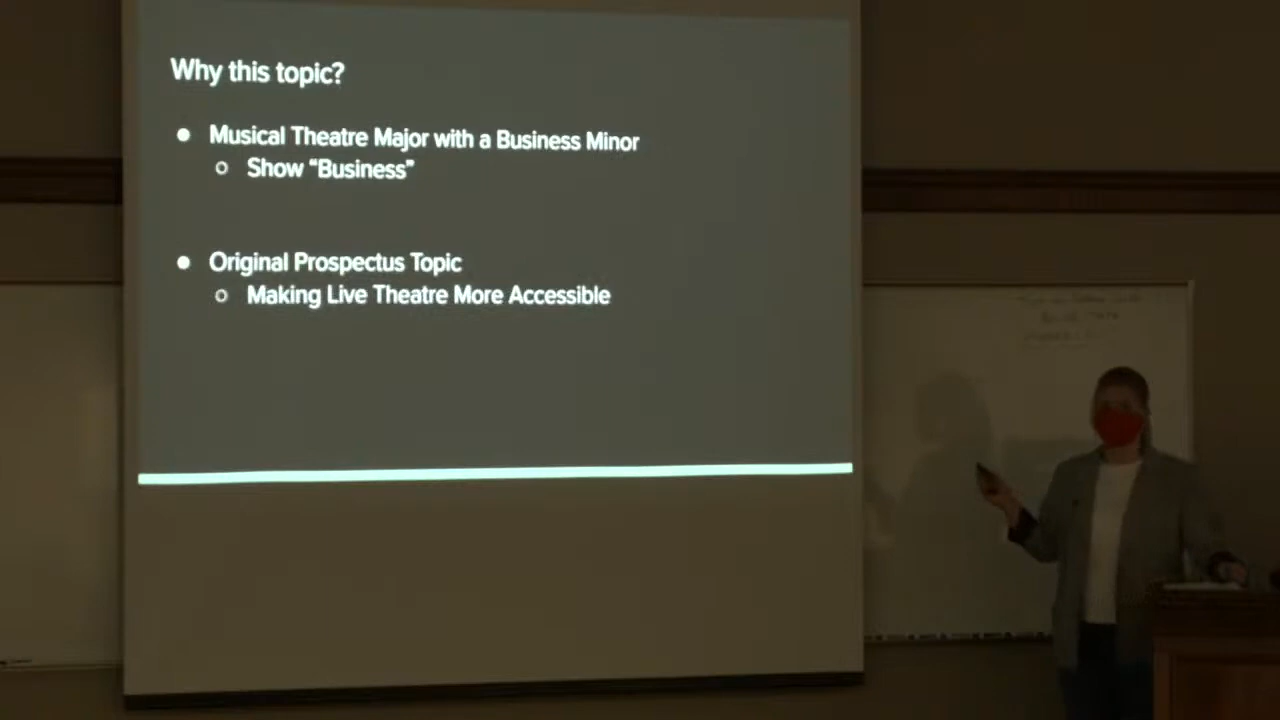 Why this topic?
● Musical Theatre Major with a Business Minor
○ Show “Business”
● Original Prospectus Topic
○ Making Live Theatre More Accessible